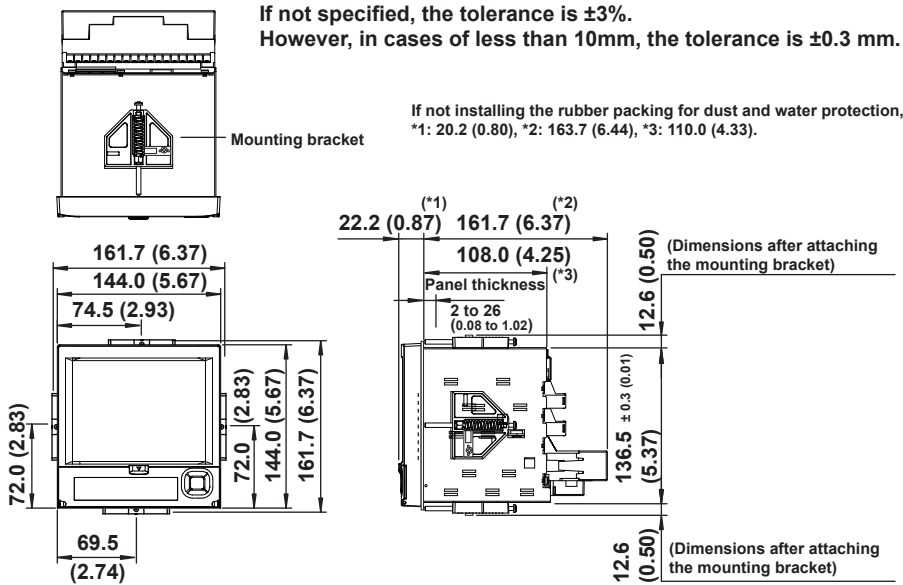 If not specified, the tolerance is ±3%.
However, in cases of less than 10mm, the tolerance is ±0.3 mm.
If not installing the rubber packing for dust and water protection,
*1: 20.2 (0.80), *2: 163.7 (6.44), *3: 110.0 (4.33).
Mounting bracket
161.7 (6.37)
144.0 (5.67)
74.5 (2.93)
72.0 (2.83)
72.0 (2.83)
144.0 (5.67)
161.7 (6.37)
69.5
(2.74)
(*1)
22.2 (0.87)
(*2)
161.7 (6.37)
108.0 (4.25)
(*3)
Panel thickness
2 to 26
(0.08 to 1.02)
12.6 (0.50)
(Dimensions after attaching
the mounting bracket)
136.5 ± 0.3 (0.01)
(5.37)
12.6
(0.50)
(Dimensions after attaching
the mounting bracket)